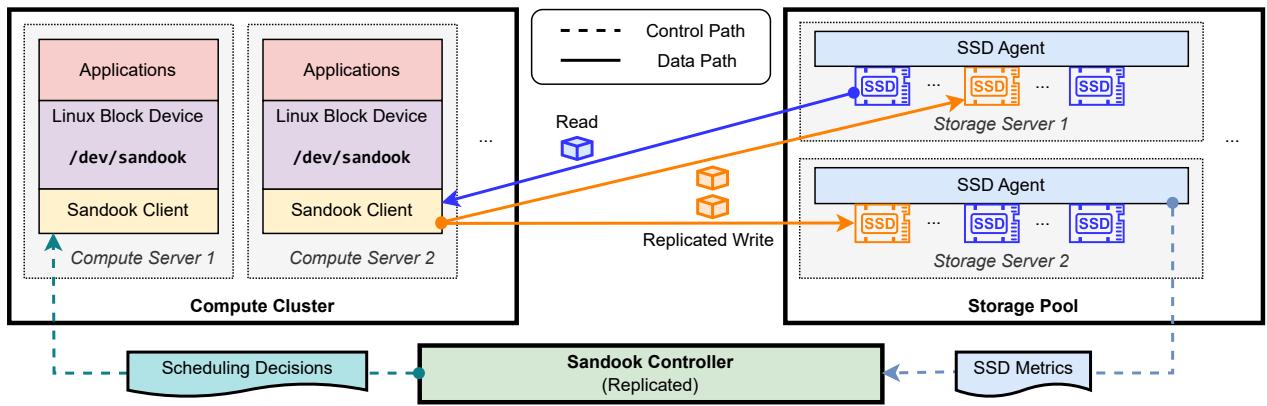 Applications
Linux Block Device
/dev/sandook
Sandook Client
Compute Server 1
Applications
Linux Block Device
/dev/sandook
Sandook Client
Compute Server 2
...
Compute Cluster
Control Path
Data Path
Read
Replicated Write
SSD Agent
SSD ... SSD ... SSD
Storage Server 1
...
SSD Agent
SSD ... SSD ... SSD
Storage Server 2
Storage Pool
Scheduling Decisions
Sandook Controller
(Replicated)
SSD Metrics